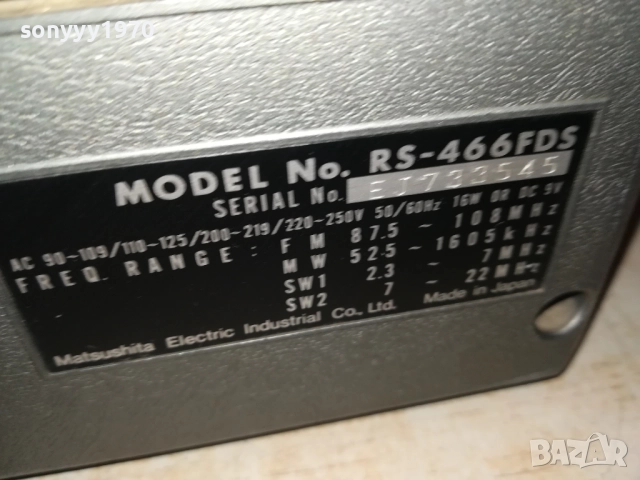 sonyyy1970
MODEL No. RS-466FDS
SERIAL No. EJ733545
AC 90-109/110-125/200-219/220-250V 50/60Hz 16W OR DC 9V
FREQ. RANGE : FM 87.5 ~ 108MHz
MW 525 ~ 1605kHz
SW1 2.3 ~ 7MHz
SW2 7 ~ 22MHz
Matsushita Electric Industrial Co., Ltd. Made in Japan
BAZAR